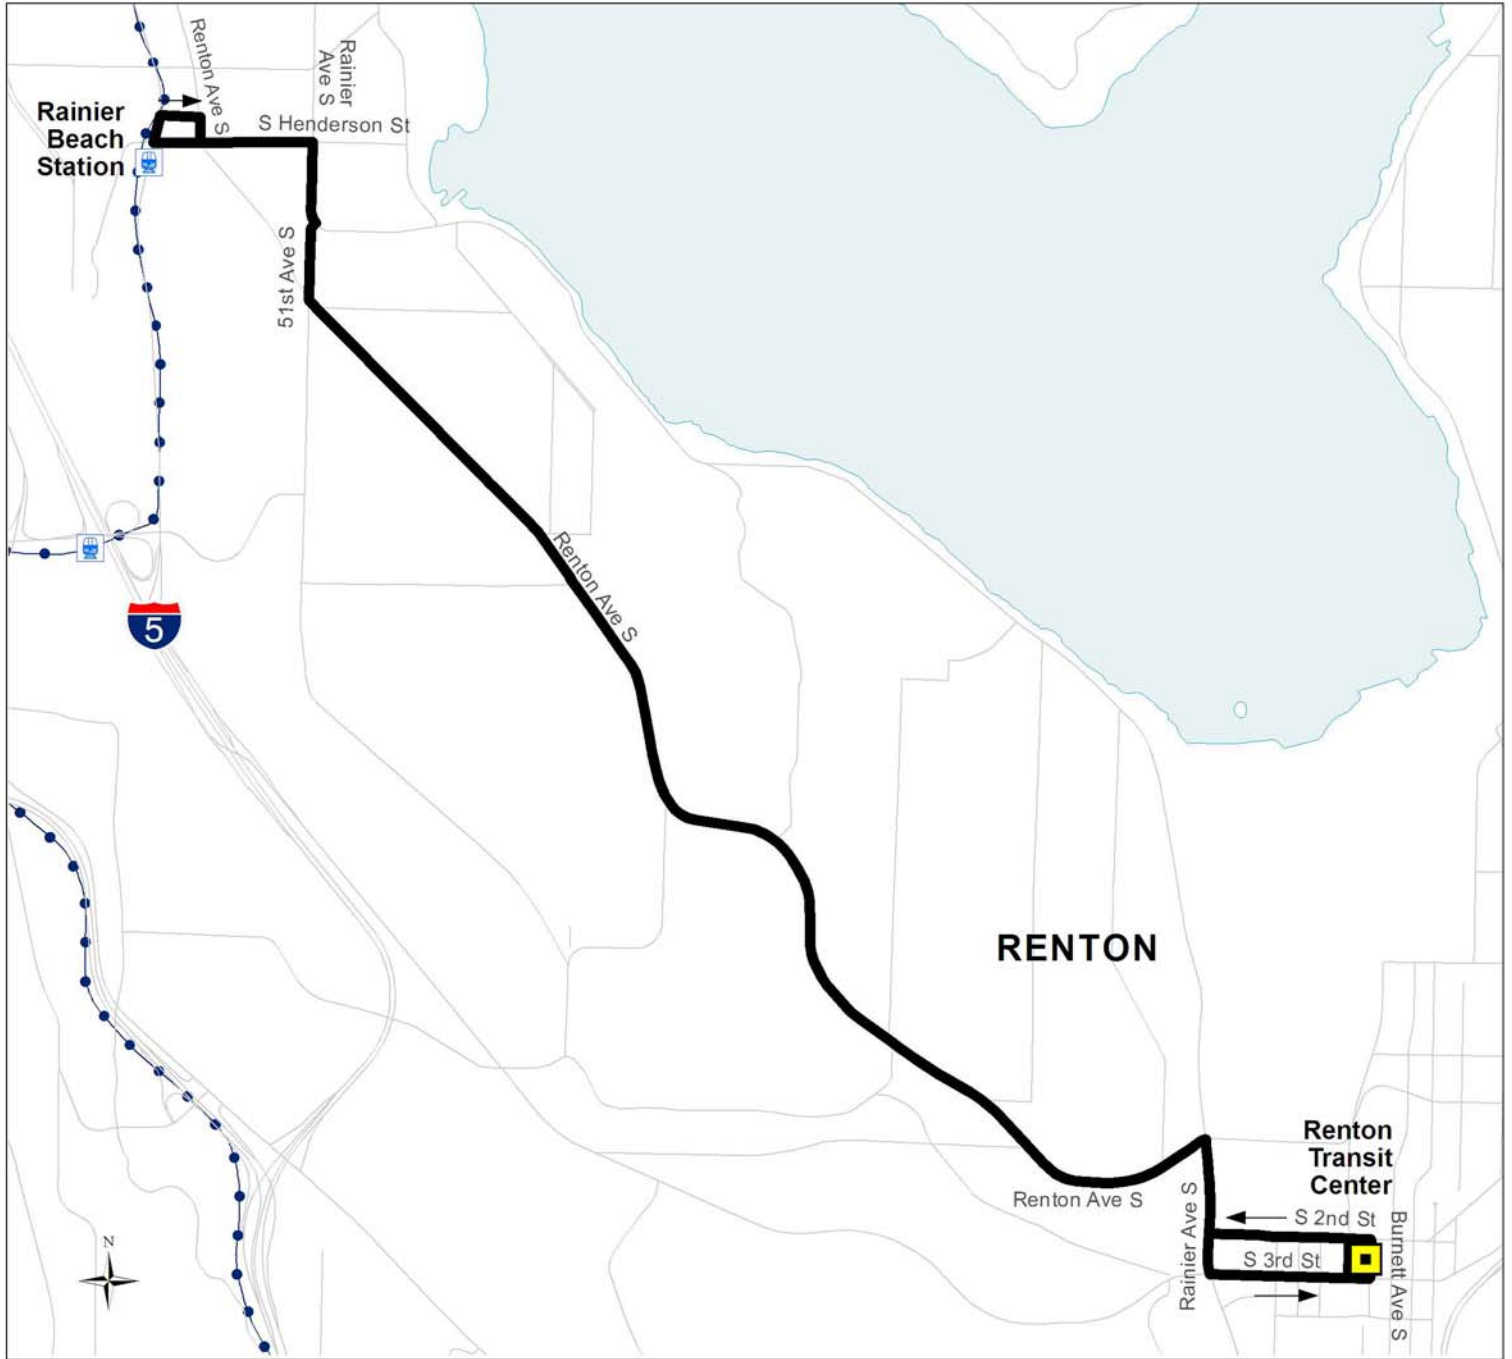 Renton Ave S
Rainier
Ave S
Rainier
Beach
Station
S Henderson St
51st Ave S
Renton Ave S
5
RENTON
Renton
Transit
Center
Renton Ave S
Rainier Ave S
S 2nd St
S 3rd St
Burnett Ave S
N